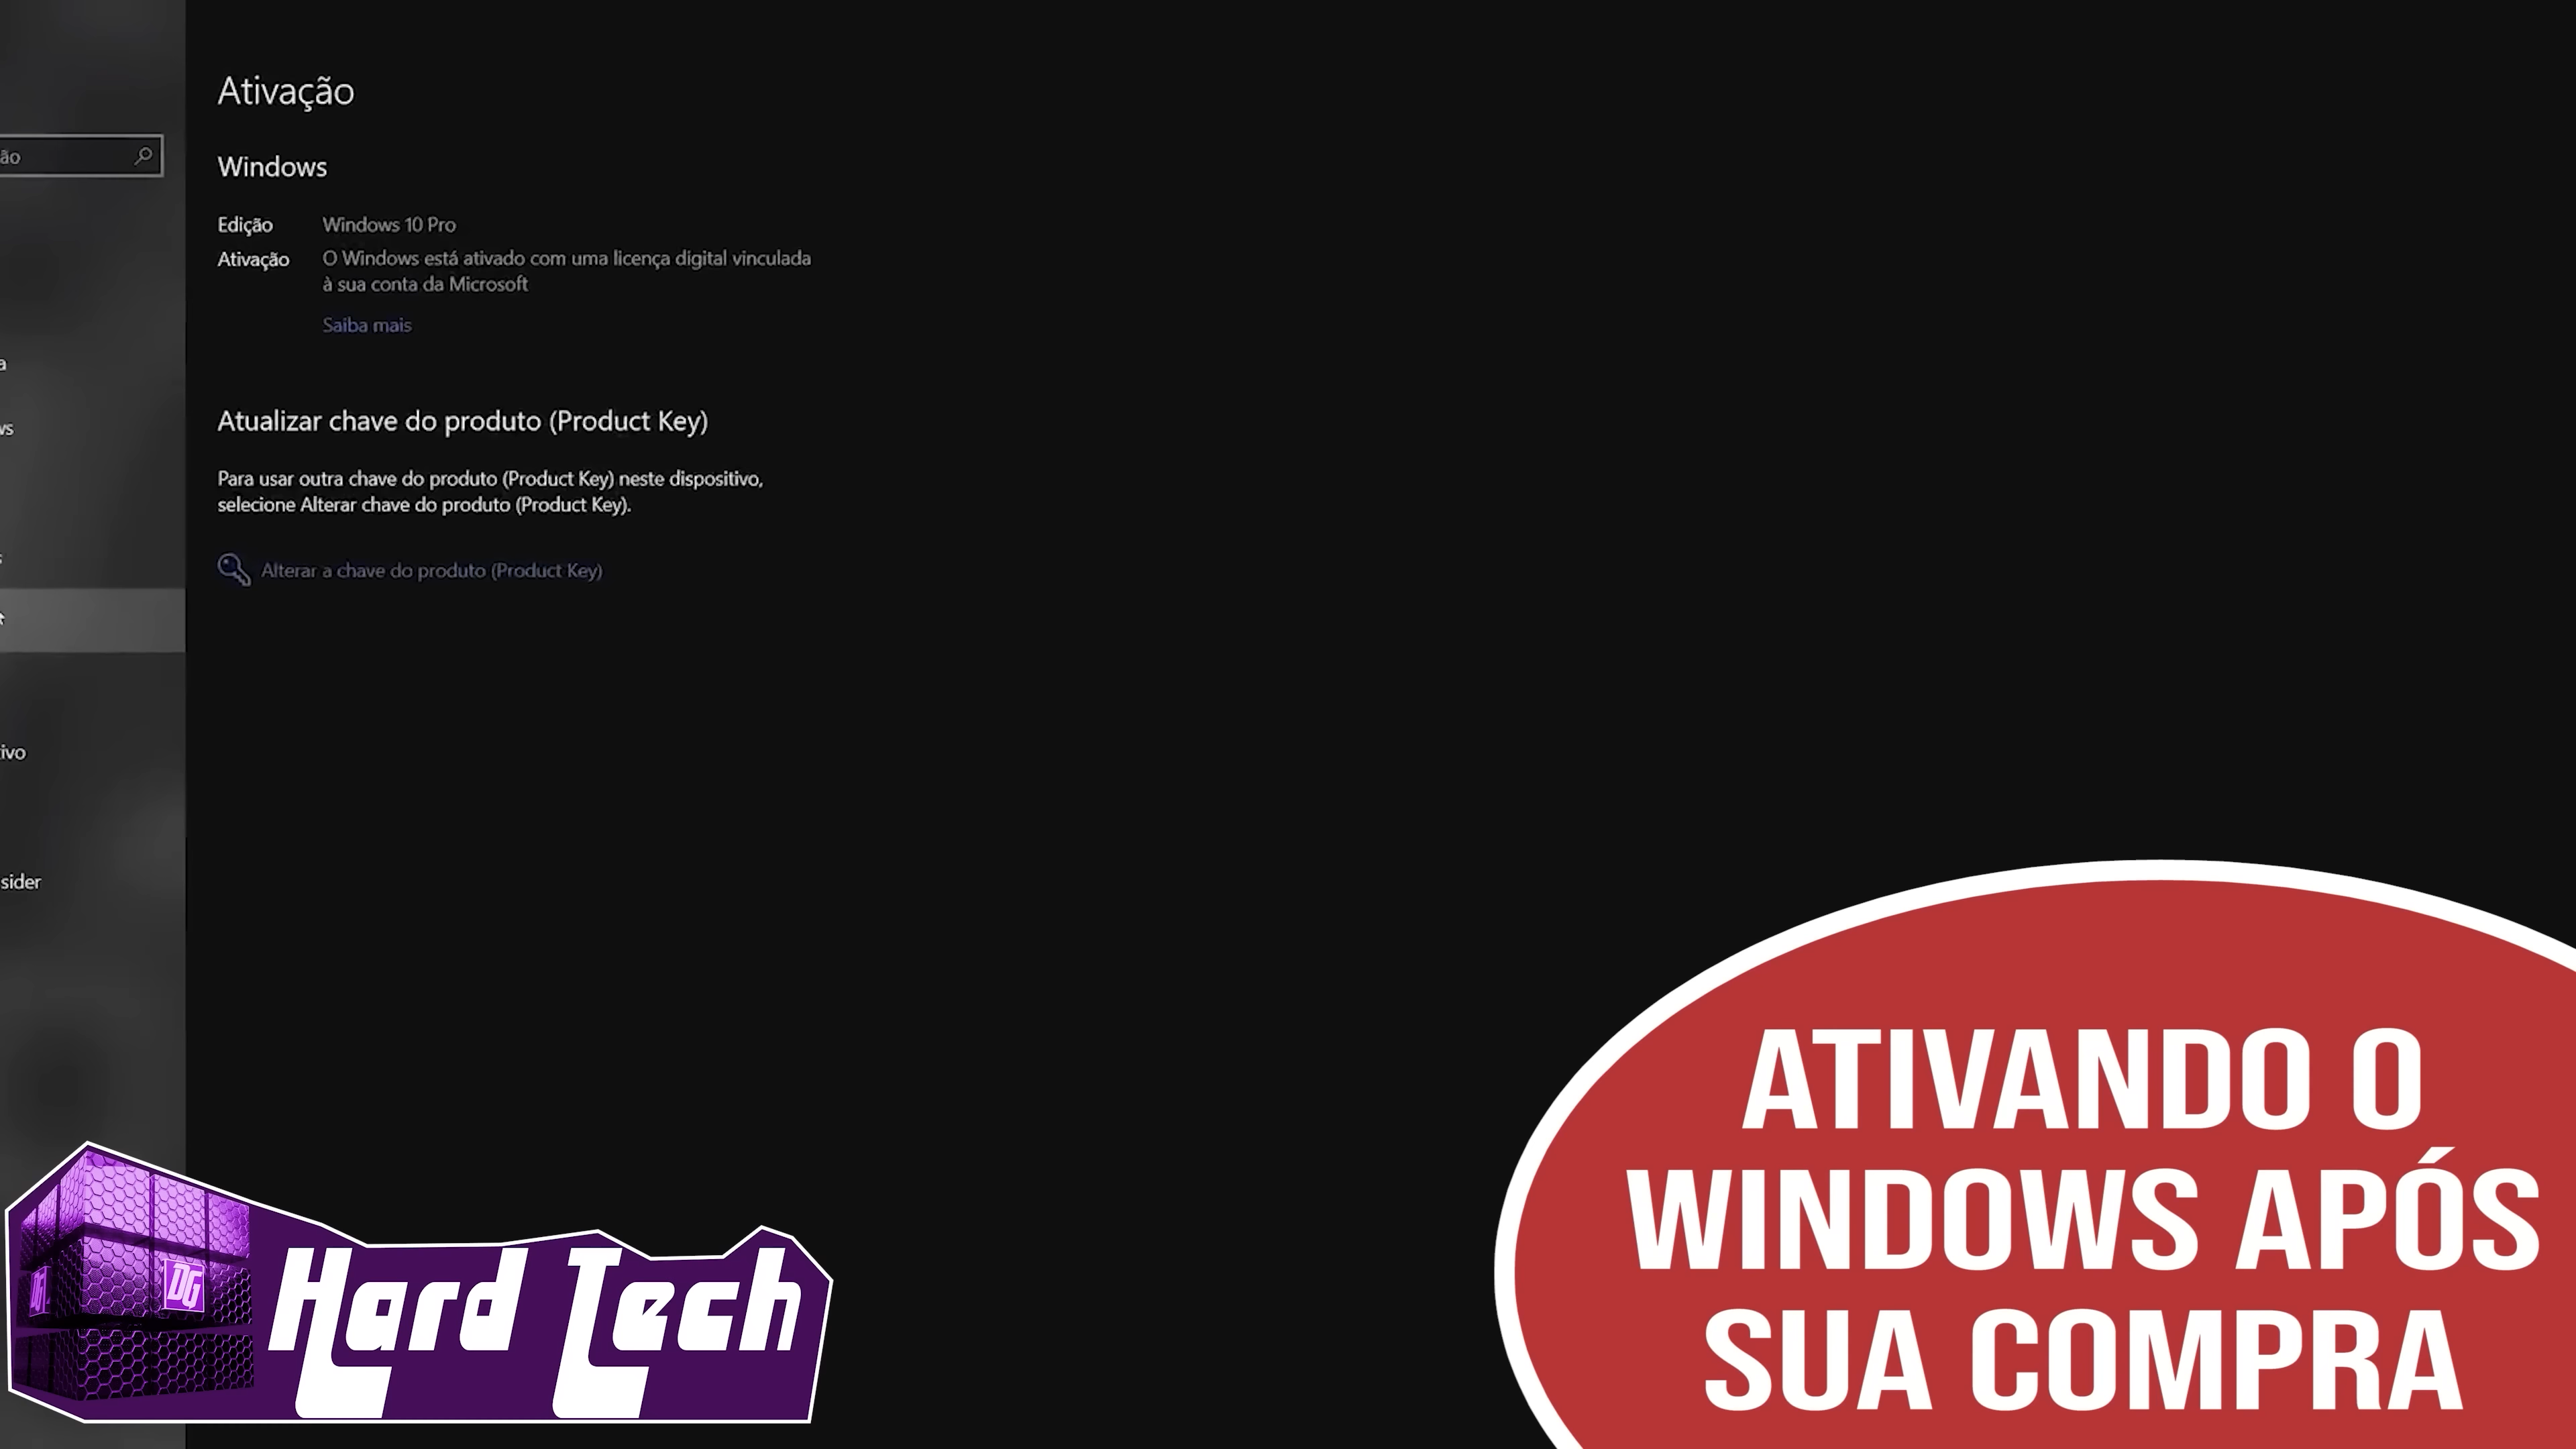 Ativação
ão
Windows
Edição Windows 10 Pro
Ativação O Windows está ativado com uma licença digital vinculada
à sua conta da Microsoft
Saiba mais
a
Atualizar chave do produto (Product Key)
ws
Para usar outra chave do produto (Product Key) neste dispositivo,
selecione Alterar chave do produto (Product Key).
Alterar a chave do produto (Product Key)
ivo
sider
DG
Hard Tech
ATIVANDO O
WINDOWS APÓS
SUA COMPRA